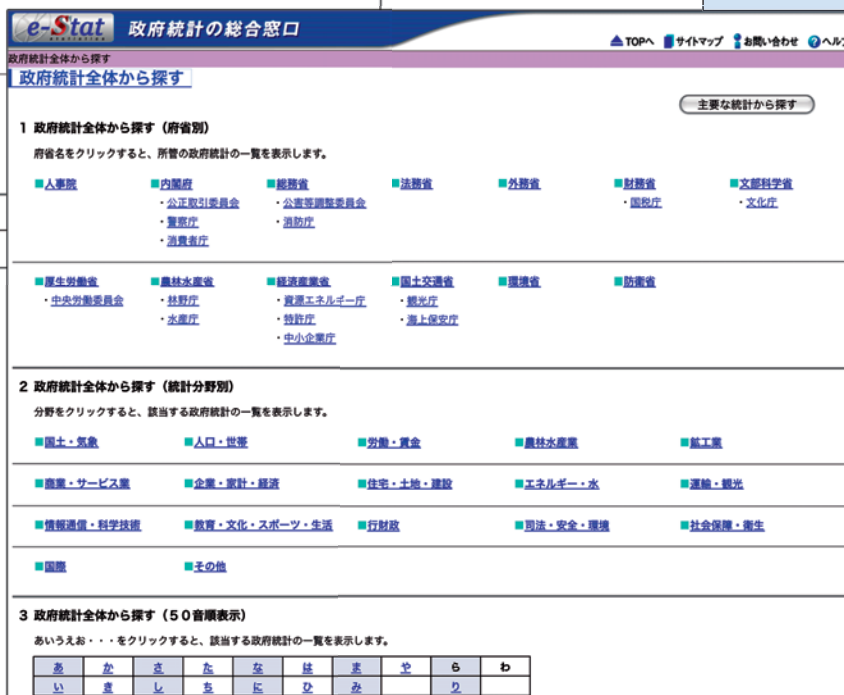 e-Stat 政府統計の総合窓口
TOPへ サイトマップ お問い合わせ ヘルプ
政府統計全体から探す
政府統計全体から探す
主要な統計から探す
1 政府統計全体から探す（府省別）
府省名をクリックすると、所管の政府統計の一覧を表示します。
■人事院 ■内閣府 ■総務省 ■法務省 ■外務省 ■財務省 ■文部科学省
・公正取引委員会 ・公害等調整委員会 ・国税庁 ・文化庁
・警察庁 ・消防庁
・消費者庁
■厚生労働省 ■農林水産省 ■経済産業省 ■国土交通省 ■環境省 ■防衛省
・中央労働委員会 ・林野庁 ・資源エネルギー庁 ・観光庁
・水産庁 ・特許庁 ・海上保安庁
・中小企業庁
2 政府統計全体から探す（統計分野別）
分野をクリックすると、該当する政府統計の一覧を表示します。
■国土・気象 ■人口・世帯 ■労働・賃金 ■農林水産業 ■鉱工業
■商業・サービス業 ■企業・家計・経済 ■住宅・土地・建設 ■エネルギー・水 ■運輸・観光
■情報通信・科学技術 ■教育・文化・スポーツ・生活 ■行財政 ■司法・安全・環境 ■社会保障・衛生
■国際 ■その他
3 政府統計全体から探す（５０音順表示）
あいうえお・・・をクリックすると、該当する政府統計の一覧を表示します。
あ か さ た な は ま や ら わ
い き し ち に ひ み り